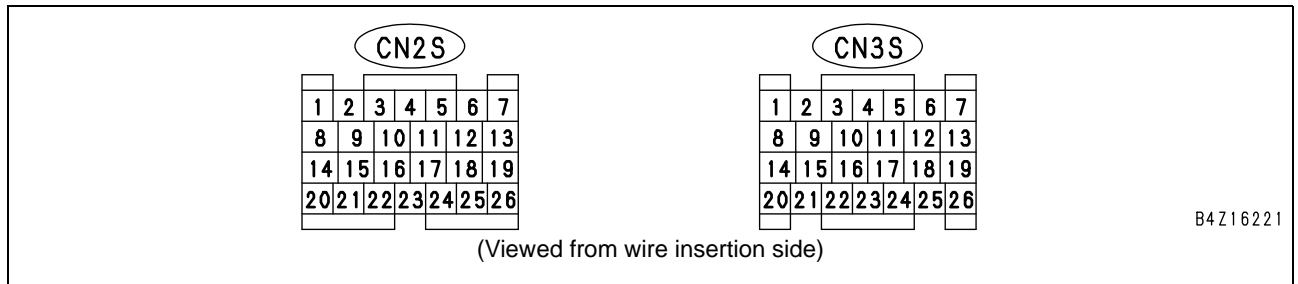 CN2S CN3S
1 2 3 4 5 6 7 1 2 3 4 5 6 7
8 9 10 11 12 13 8 9 10 11 12 13
14 15 16 17 18 19 14 15 16 17 18 19
20 21 22 23 24 25 26 20 21 22 23 24 25 26
B4Z16221
(Viewed from wire insertion side)